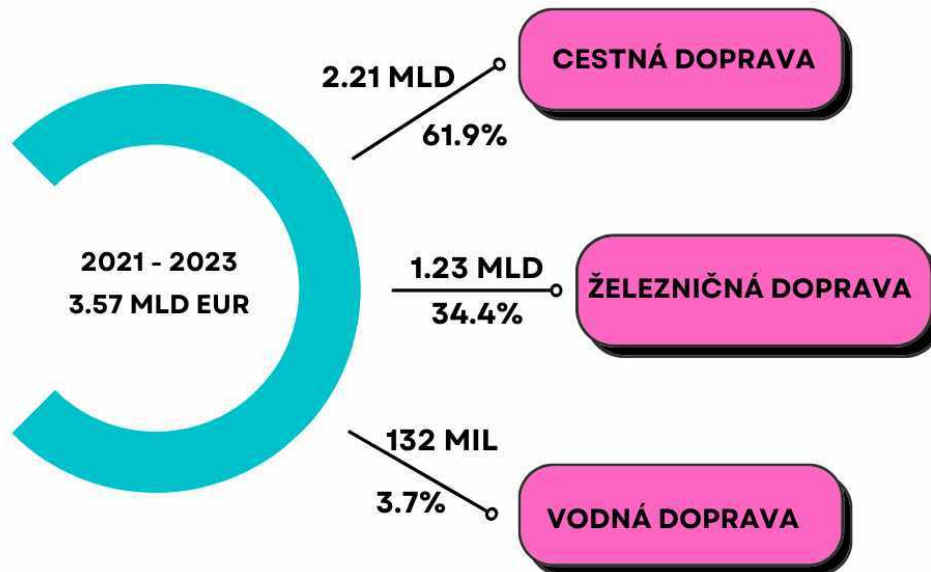 2021 - 2023
3.57 MLD EUR
2.21 MLD
61.9%
CESTNÁ DOPRAVA
1.23 MLD
34.4%
ŽELEZNIČNÁ DOPRAVA
132 MIL
3.7%
VODNÁ DOPRAVA